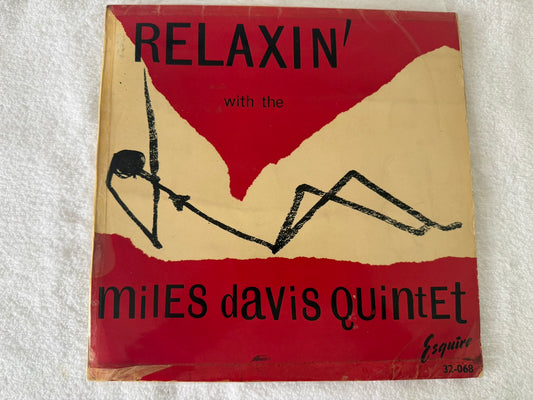 RELAXIN'
with the
miles davis Quintet
Esquire
32-068